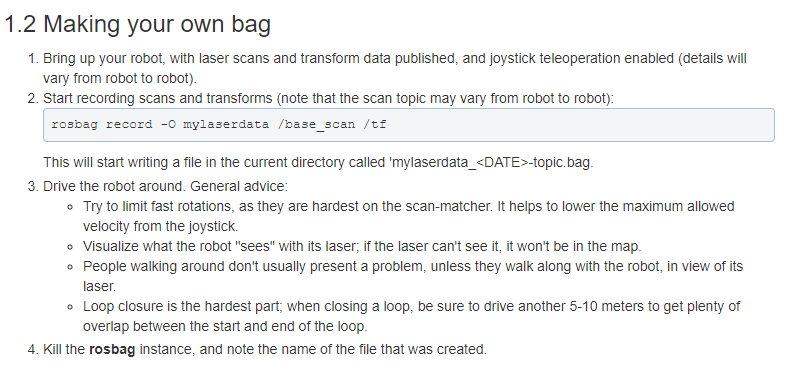 1.2 Making your own bag
1. Bring up your robot, with laser scans and transform data published, and joystick teleoperation enabled (details will
vary from robot to robot).
2. Start recording scans and transforms (note that the scan topic may vary from robot to robot):
rosbag record -O mylaserdata /base_scan /tf
This will start writing a file in the current directory called 'mylaserdata_<DATE>-topic.bag.
3. Drive the robot around. General advice:
◦ Try to limit fast rotations, as they are hardest on the scan-matcher. It helps to lower the maximum allowed
velocity from the joystick.
◦ Visualize what the robot "sees" with its laser; if the laser can't see it, it won't be in the map.
◦ People walking around don't usually present a problem, unless they walk along with the robot, in view of its
laser.
◦ Loop closure is the hardest part; when closing a loop, be sure to drive another 5-10 meters to get plenty of
overlap between the start and end of the loop.
4. Kill the rosbag instance, and note the name of the file that was created.